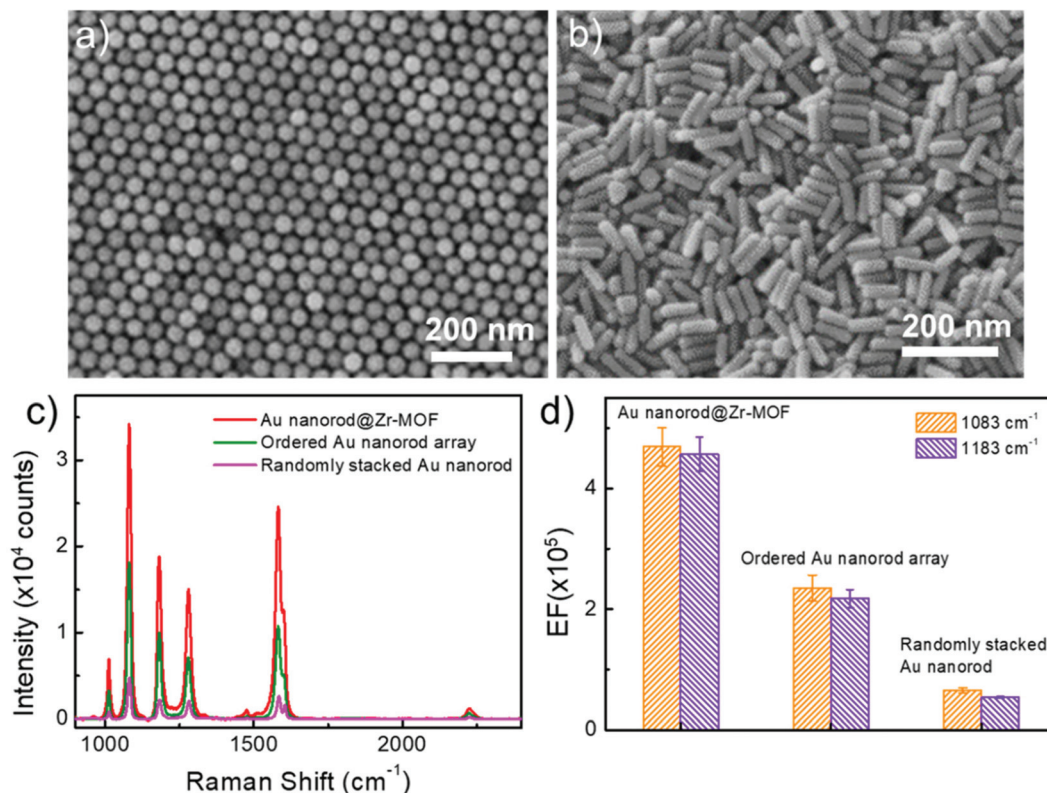 a)
200 nm
b)
200 nm
c)
Au nanorod@Zr-MOF
Ordered Au nanorod array
Randomly stacked Au nanorod
3
2
1
0
Intensity (x10⁴ counts)
1000
1500
2000
Raman Shift (cm⁻¹)
d)
Au nanorod@Zr-MOF
1083 cm⁻¹
1183 cm⁻¹
Ordered Au nanorod array
Randomly stacked
Au nanorod
4
2
0
EF(x10⁵)